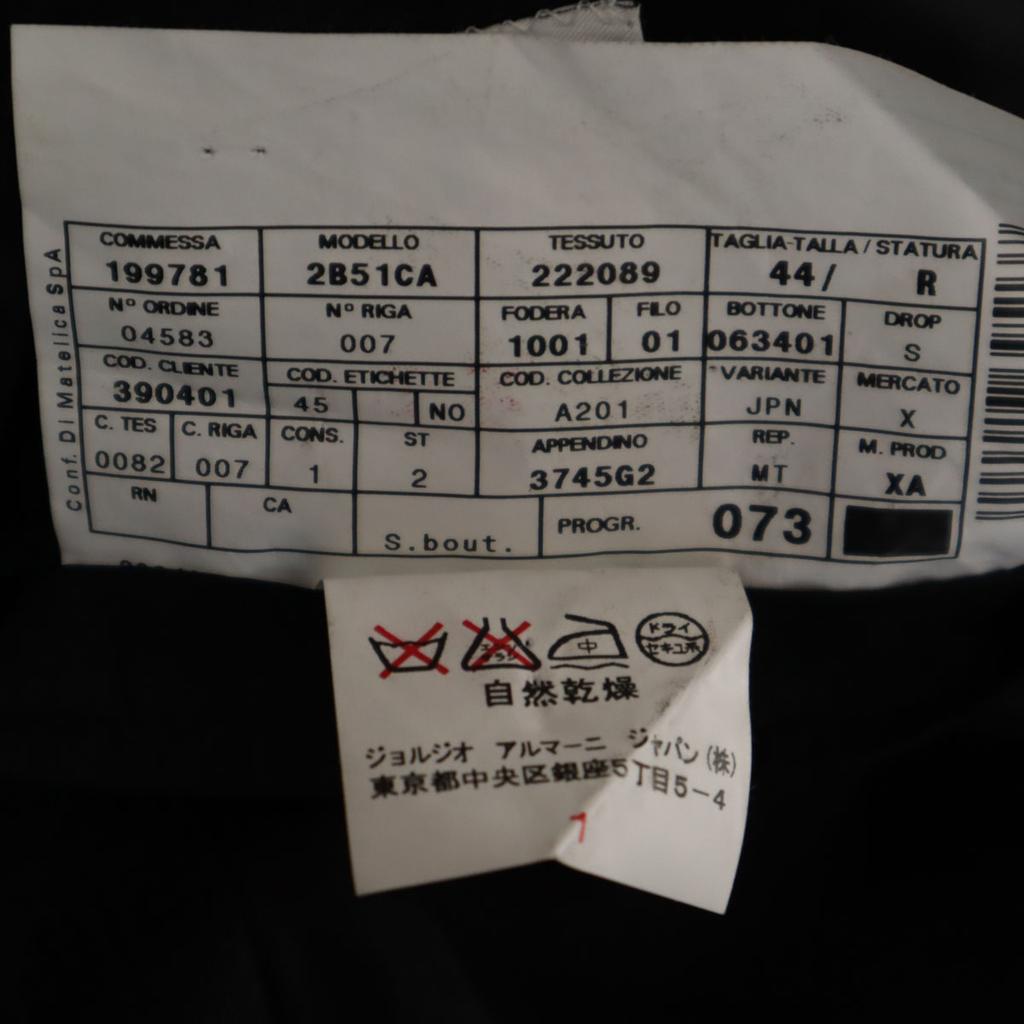 Conf. Di Matelica SpA
COMMESSA MODELLO TESSUTO TAGLIA-TALLA / STATURA
199781 2B51CA 222089 44/ R
Nº ORDINE Nº RIGA FODERA FILO BOTTONE DROP
04583 007 1001 01 063401 S
COD. CLIENTE COD. ETICHETTE COD. COLLEZIONE VARIANTE MERCATO
390401 45 NO A201 JPN X
C. TES C. RIGA CONS. ST APPENDINO REP. M. PROD
0082 007 1 2 3745G2 MT XA
RN CA S.bout. PROGR. 073
中 ドライ
セキユ系
自然乾燥
ジョルジオ アルマーニ ジャパン(株)
東京都中央区銀座5丁目5-4